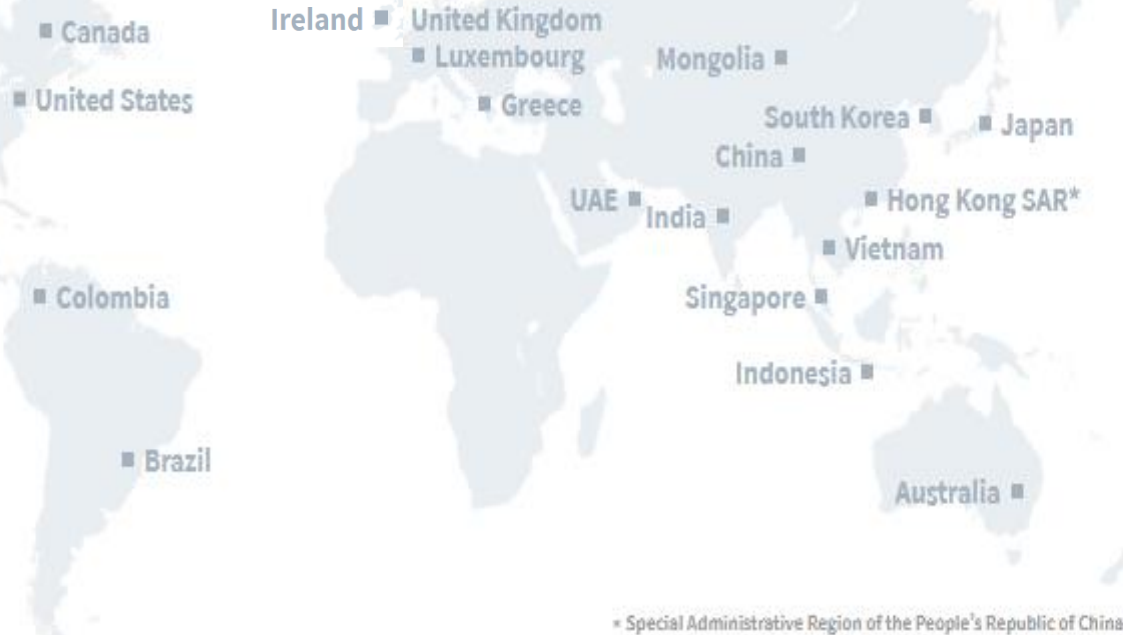 Ireland
United Kingdom
Canada
Luxembourg
Mongolia
United States
Greece
South Korea
Japan
China
UAE
India
Hong Kong SAR*
Vietnam
Colombia
Singapore
Indonesia
Brazil
Australia
* Special Administrative Region of the People's Republic of China